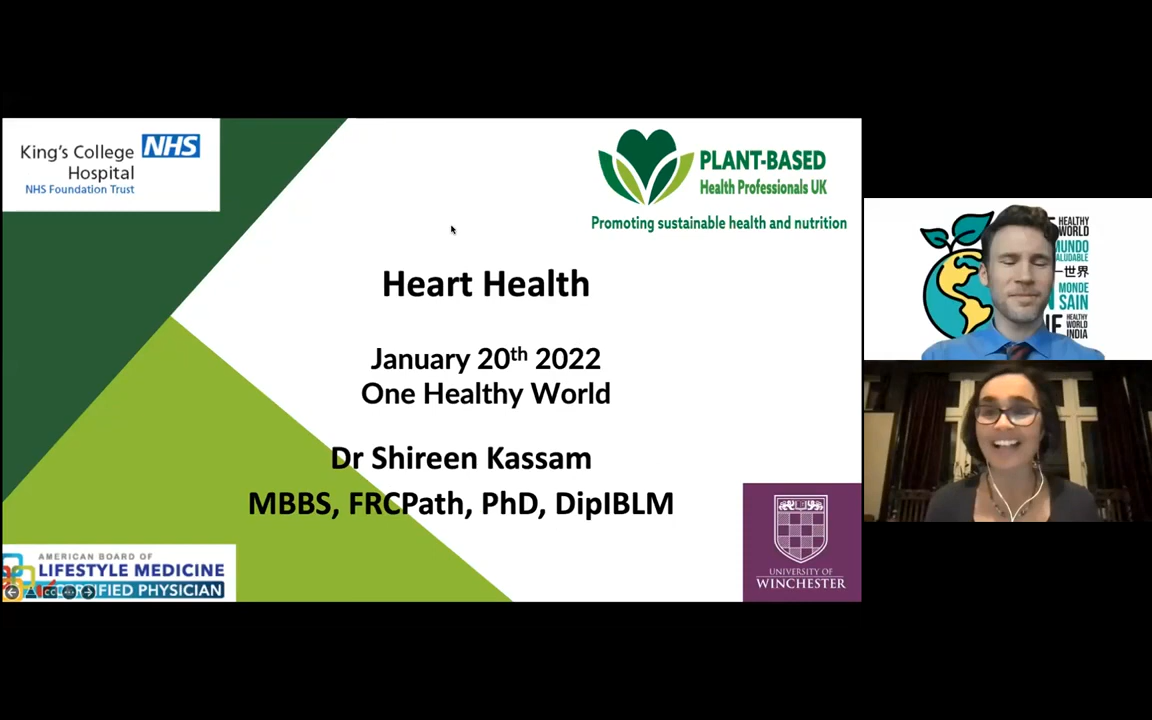 King's College
Hospital
NHS
NHS Foundation Trust
PLANT-BASED
Health Professionals UK
Promoting sustainable health and nutrition
Heart Health
January 20th 2022
One Healthy World
Dr Shireen Kassam
MBBS, FRCPath, PhD, DipIBLM
AMERICAN BOARD OF
LIFESTYLE MEDICINE
CERTIFIED PHYSICIAN
UNIVERSITY OF
WINCHESTER
HEALTHY
WORLD
MUNDO
一世界
MONDE
SAIN
HEALTHY
WORLD
INDIA